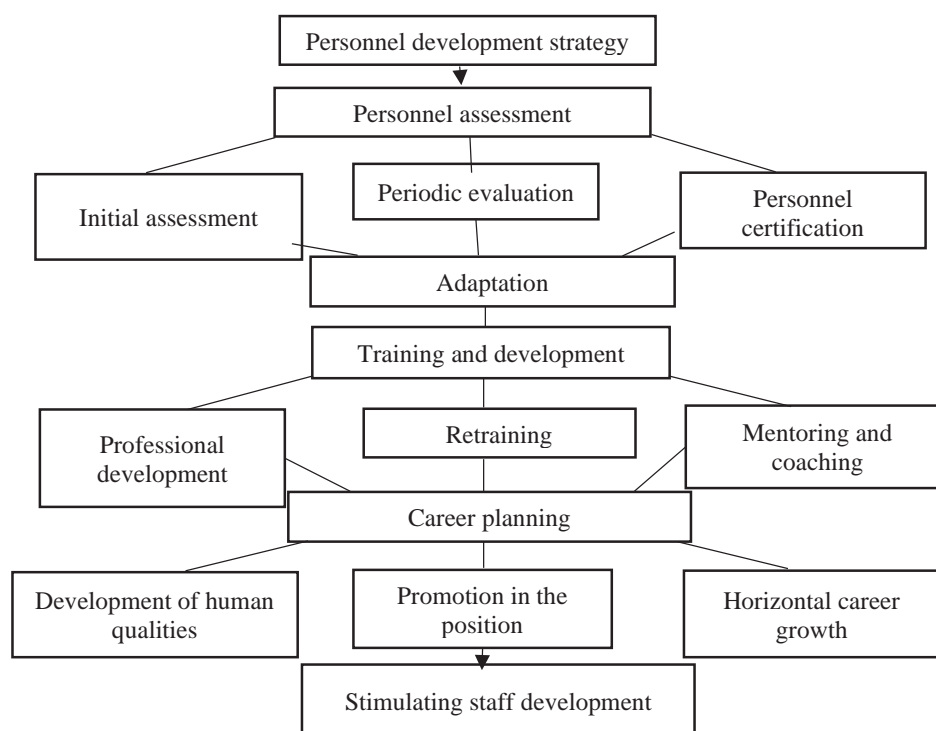 Personnel development strategy
Personnel assessment
Initial assessment
Periodic evaluation
Personnel
certification
Adaptation
Training and development
Professional
development
Retraining
Mentoring and
coaching
Career planning
Development of human
qualities
Promotion in the
position
Horizontal career
growth
Stimulating staff development